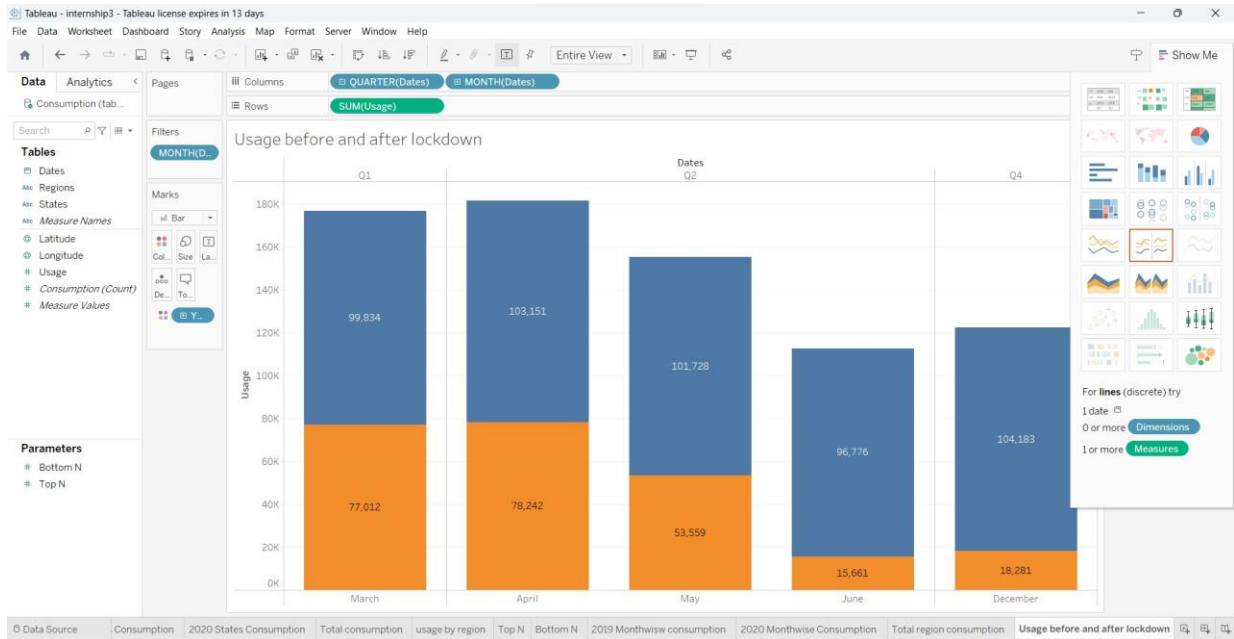 Tableau - internship3 - Tableau license expires in 13 days
File Data Worksheet Dashboard Story Analysis Map Format Server Window Help
Entire View
Show Me
Data Analytics
Pages
Columns QUARTER(Dates) MONTH(Dates)
Consumption (tab...
Rows SUM(Usage)
Search
Filters
MONTH(D..
Tables
Dates
Abc Regions
Abc States
Abc Measure Names
Latitude
Longitude
# Usage
# Consumption (Count)
# Measure Values
Marks
Bar
Col... Size La...
De... To...
Y..
Parameters
# Bottom N
# Top N
Usage before and after lockdown
Dates
Q1 Q2 Q4
Usage
180K
160K
140K
120K
100K
80K
60K
40K
20K
0K
99,834 103,151 101,728 96,776 104,183
77,012 78,242 53,559 15,661 18,281
March April May June December
For lines (discrete) try
1 date
0 or more Dimensions
1 or more Measures
Data Source Consumption 2020 States Consumption Total consumption usage by region Top N Bottom N 2019 Monthwisw consumption 2020 Monthwise Consumption Total region consumption Usage before and after lockdown